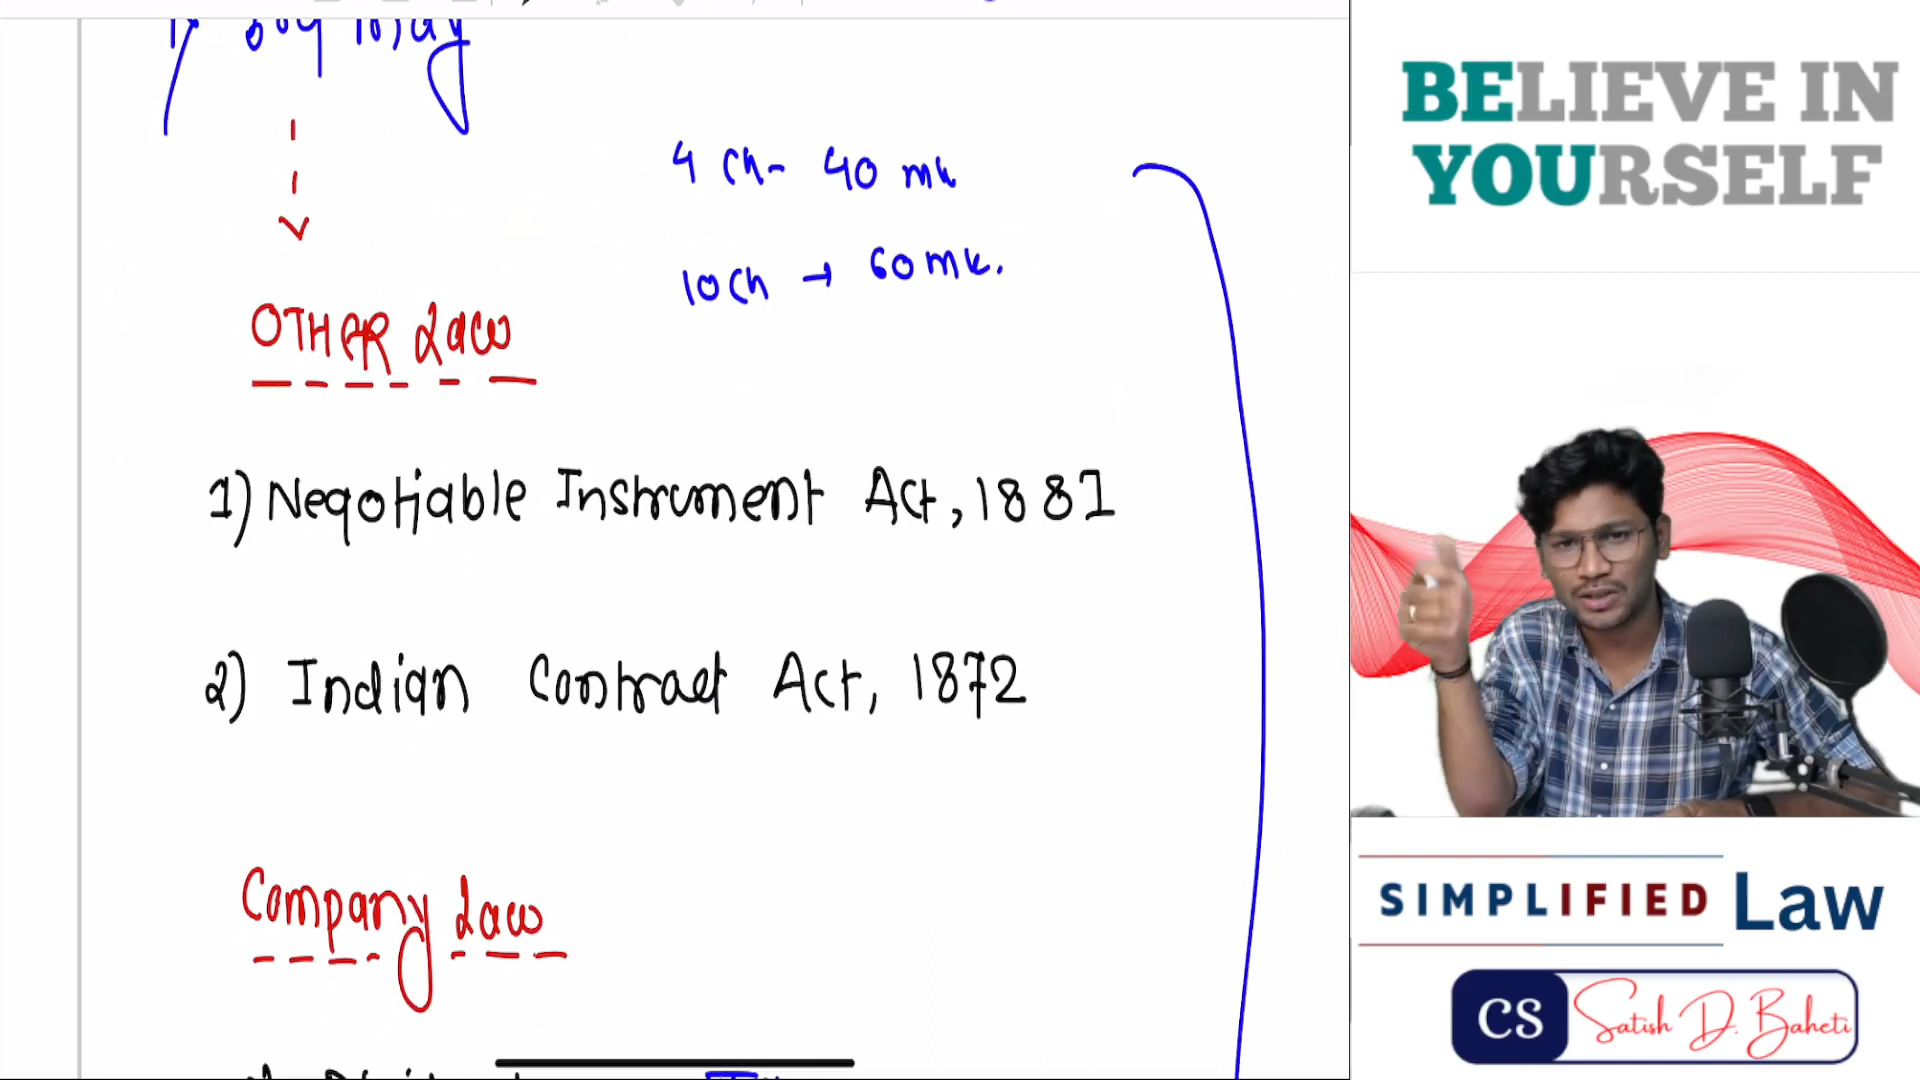 4 Ch- 40 mk
10 Ch → 60 mk.
OTHER Law
1) Negotiable Instrument Act, 1881
2) Indian Contract Act, 1872
Company Law
BELIEVE IN
YOURSELF
SIMPLIFIED Law
CS Satish D. Baheti